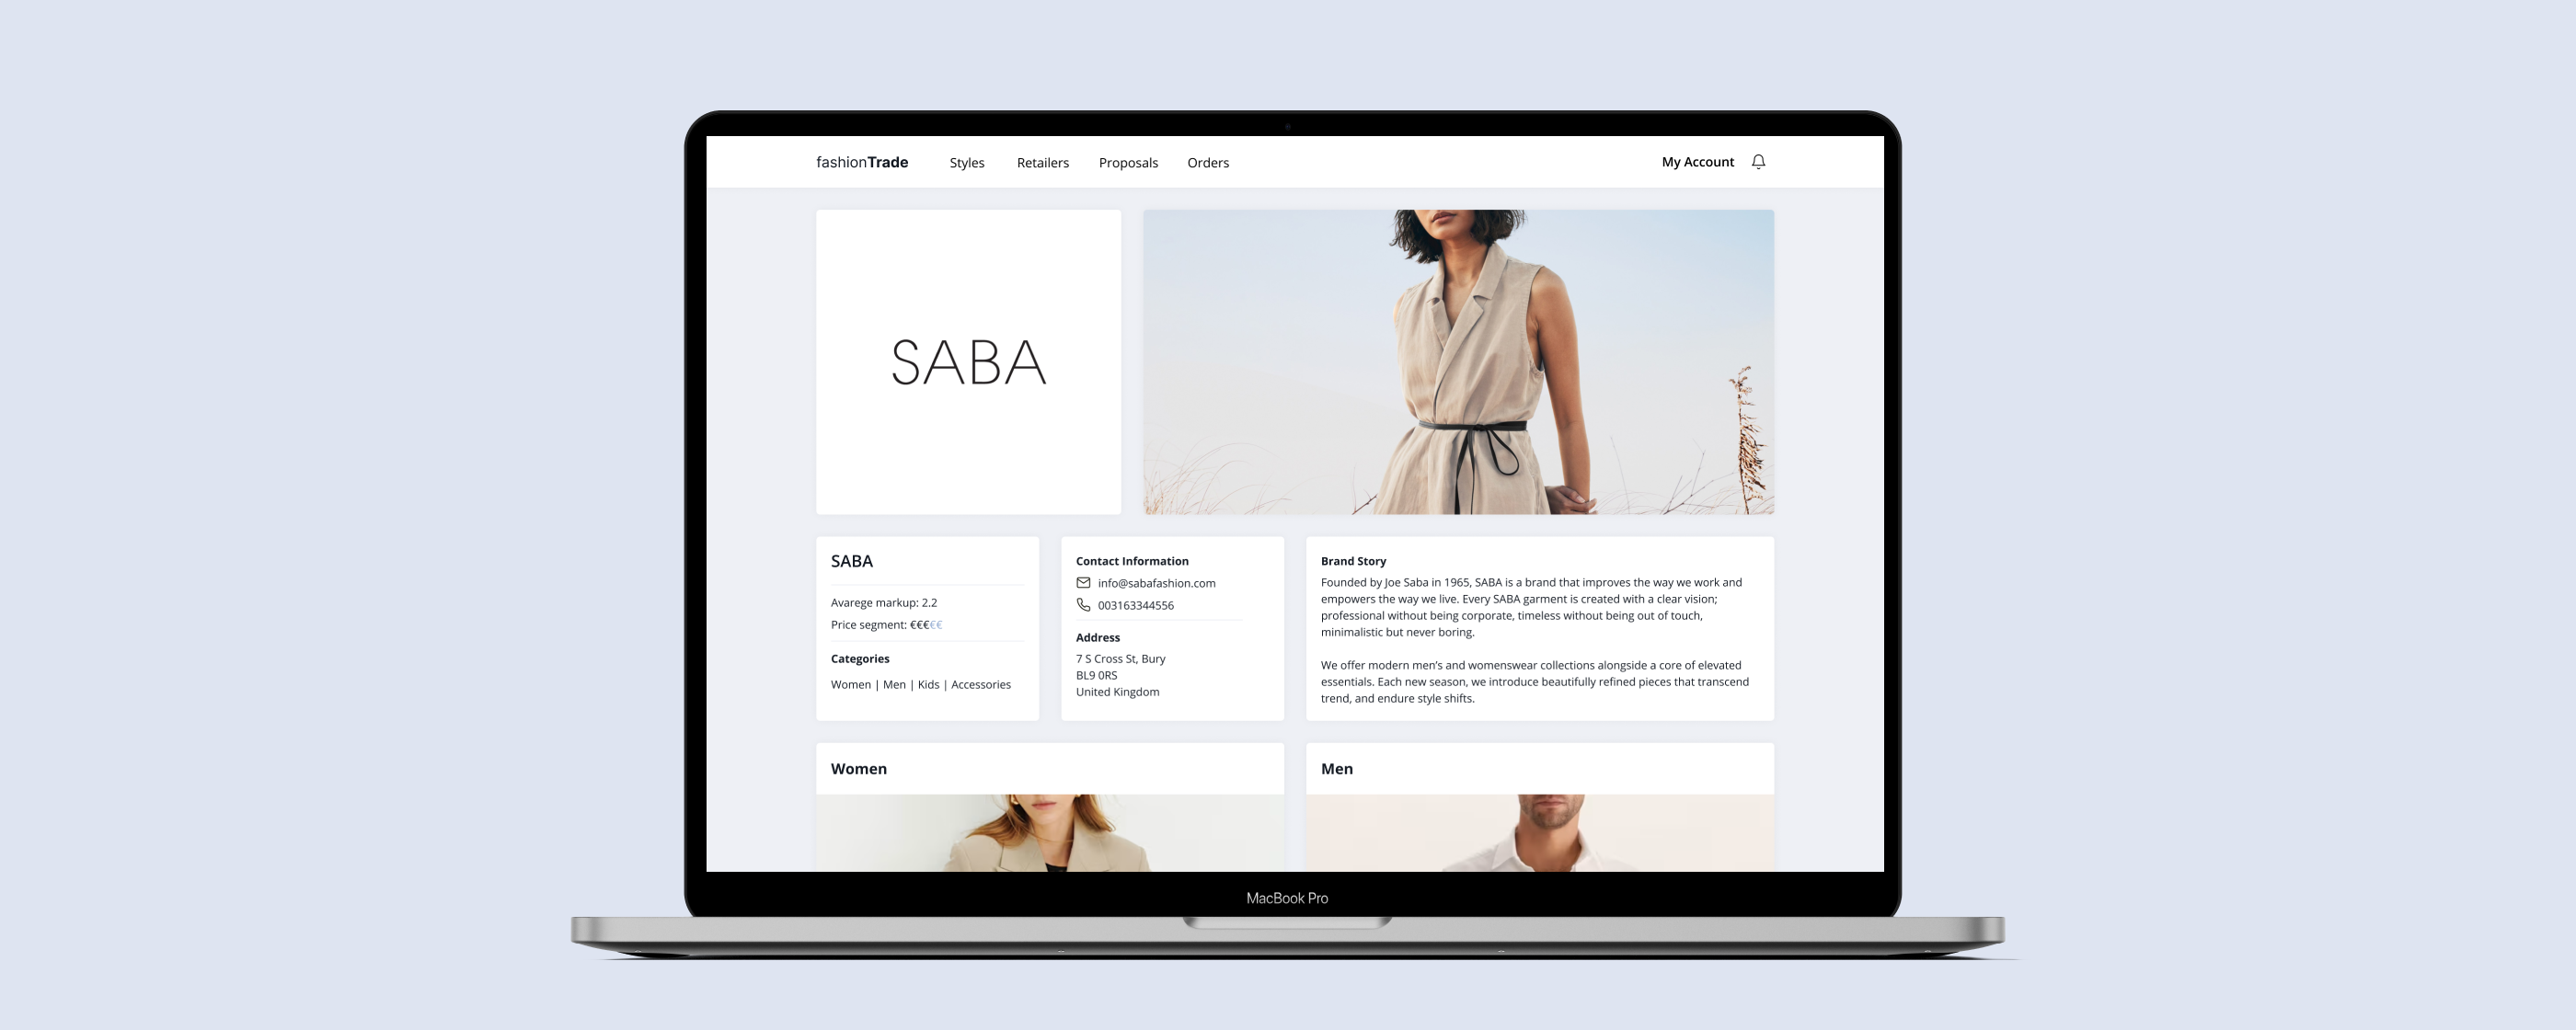 fashionTrade Styles Retailers Proposals Orders My Account
SABA
SABA
Avarege markup: 2.2
Price segment: €€€€€
Categories
Women | Men | Kids | Accessories
Contact Information
info@sabafashion.com
003163344556
Address
7 S Cross St, Bury
BL9 0RS
United Kingdom
Brand Story
Founded by Joe Saba in 1965, SABA is a brand that improves the way we work and
empowers the way we live. Every SABA garment is created with a clear vision;
professional without being corporate, timeless without being out of touch,
minimalistic but never boring.
We offer modern men’s and womenswear collections alongside a core of elevated
essentials. Each new season, we introduce beautifully refined pieces that transcend
trend, and endure style shifts.
Women
Men
MacBook Pro